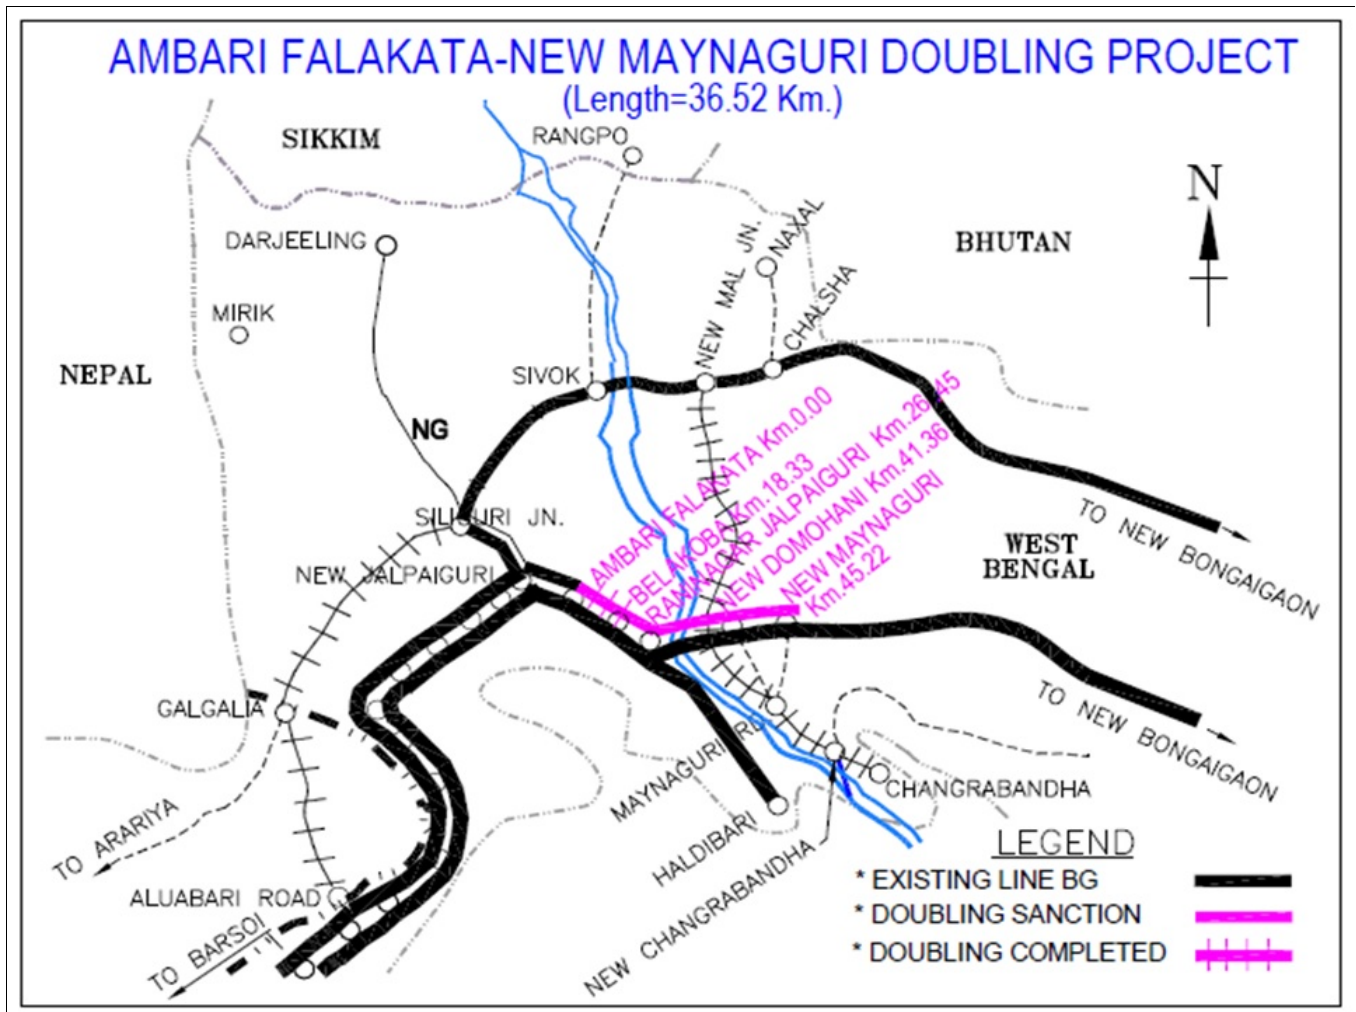 AMBARI FALAKATA-NEW MAYNAGURI DOUBLING PROJECT
(Length=36.52 Km.)
SIKKIM
RANGPO
N
DARJEELING
NEW MAL JN.
NAXAL
BHUTAN
MIRIK
CHALSHA
NEPAL
SIVOK
NG
AMBARI FALAKATA Km.0.00
BELAKOBA Km.18.33
RANINAGAR JALPAIGURI Km.26.45
NEW DOMOHANI Km.41.36
NEW MAYNAGURI
Km.45.22
SILIGURI JN.
TO NEW BONGAIGAON
WEST
BENGAL
NEW JALPAIGURI
GALGALIA
TO NEW BONGAIGAON
MAYNAGURI RD
CHANGRABANDHA
TO ARARIYA
HALDIBARI
LEGEND
ALUABARI ROAD
* EXISTING LINE BG
NEW CHANGRABANDHA
* DOUBLING SANCTION
TO BARSOI
* DOUBLING COMPLETED